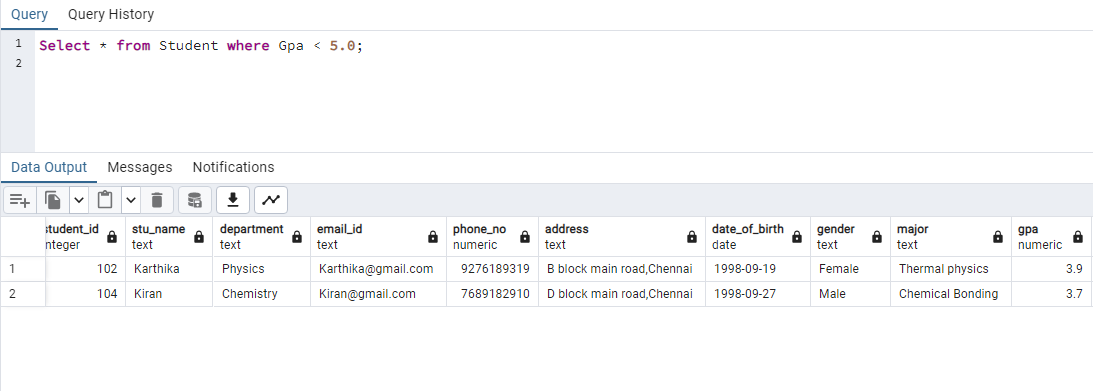 Query Query History
1 Select * from Student where Gpa < 5.0;
2
Data Output Messages Notifications
student_id stu_name department email_id phone_no address date_of_birth gender major gpa
integer text text text numeric text date text text numeric
1 102 Karthika Physics Karthika@gmail.com 9276189319 B block main road,Chennai 1998-09-19 Female Thermal physics 3.9
2 104 Kiran Chemistry Kiran@gmail.com 7689182910 D block main road,Chennai 1998-09-27 Male Chemical Bonding 3.7